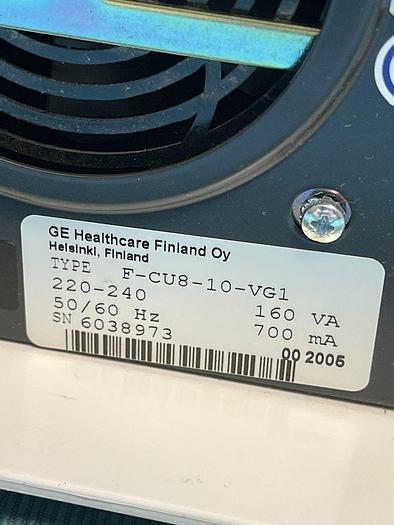 GE Healthcare Finland Oy
Helsinki, Finland
TYPE F-CU8-10-VG1
220-240 160 VA
50/60 Hz 700 mA
SN 6038973
00 2005